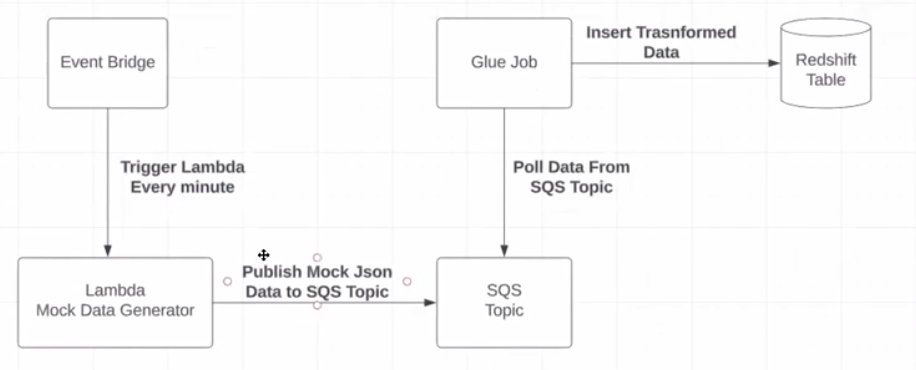 Event Bridge
Glue Job
Insert Trasnformed
Data
Redshift
Table
Trigger Lambda
Every minute
Poll Data From
SQS Topic
Lambda
Mock Data Generator
Publish Mock Json
Data to SQS Topic
SQS
Topic